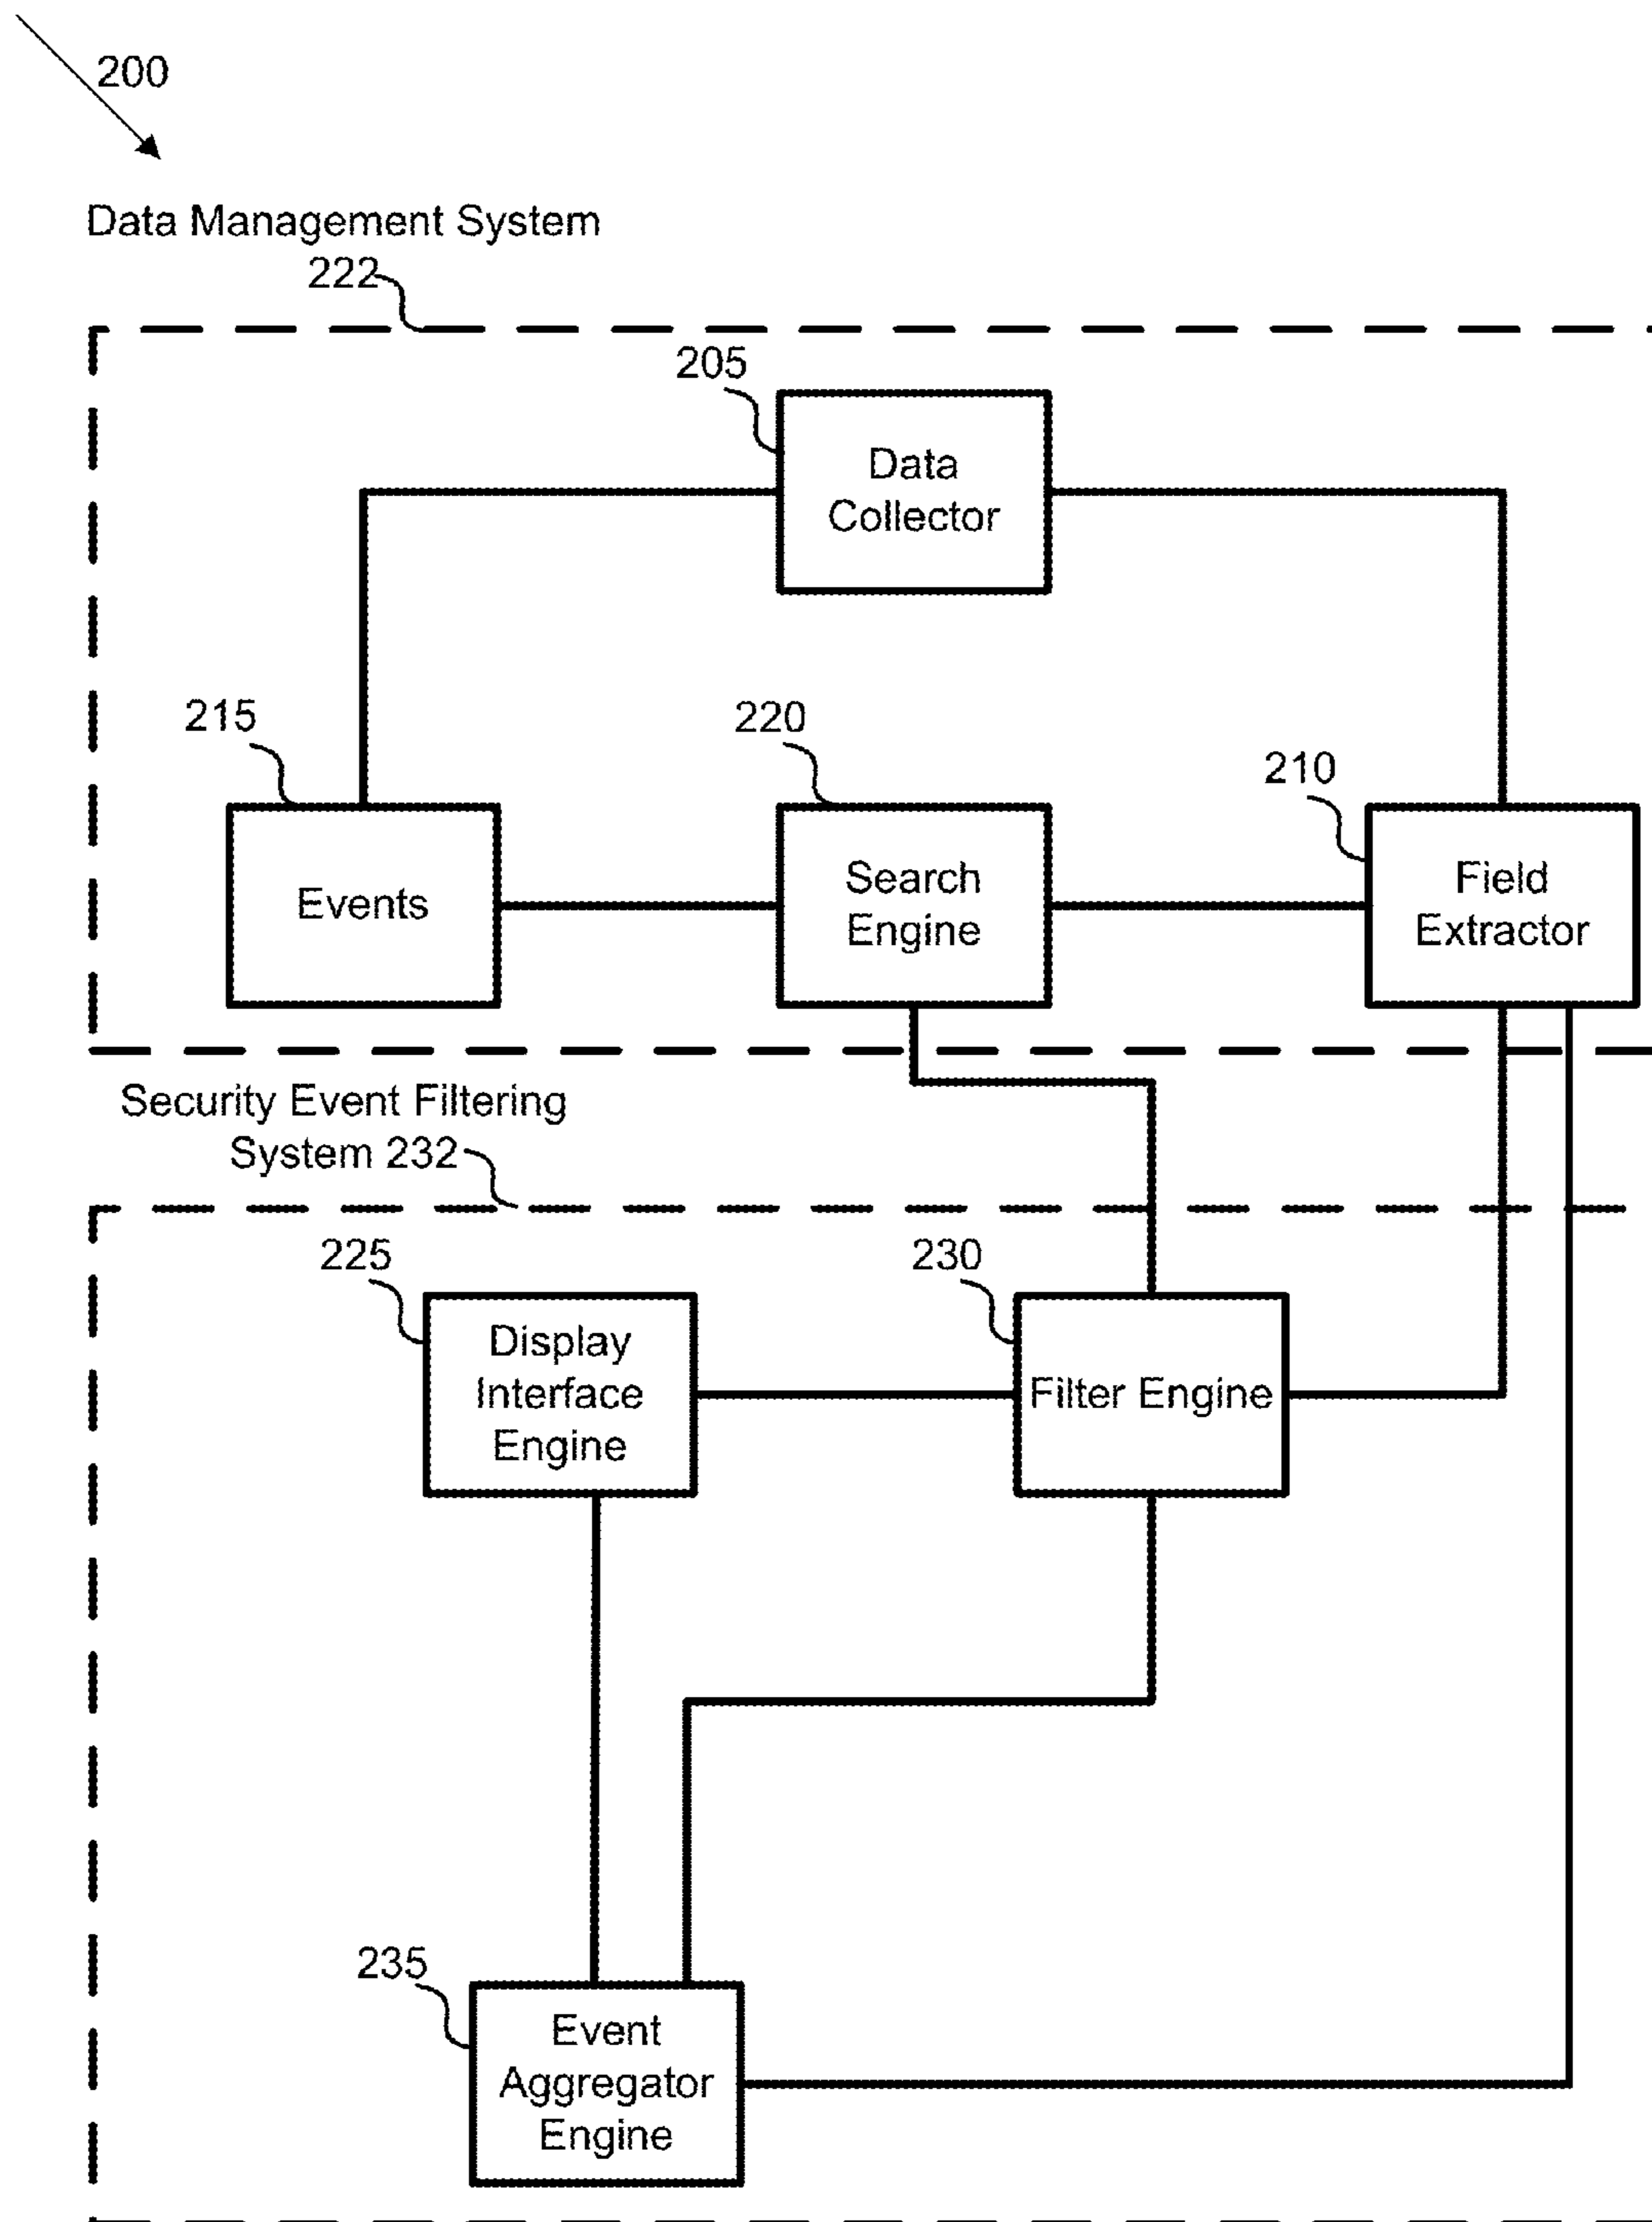 200
Data Management System
222
205
Data
Collector
215
220
210
Events
Search
Engine
Field
Extractor
Security Event Filtering
System 232
225
230
Display
Interface
Engine
Filter Engine
235
Event
Aggregator
Engine